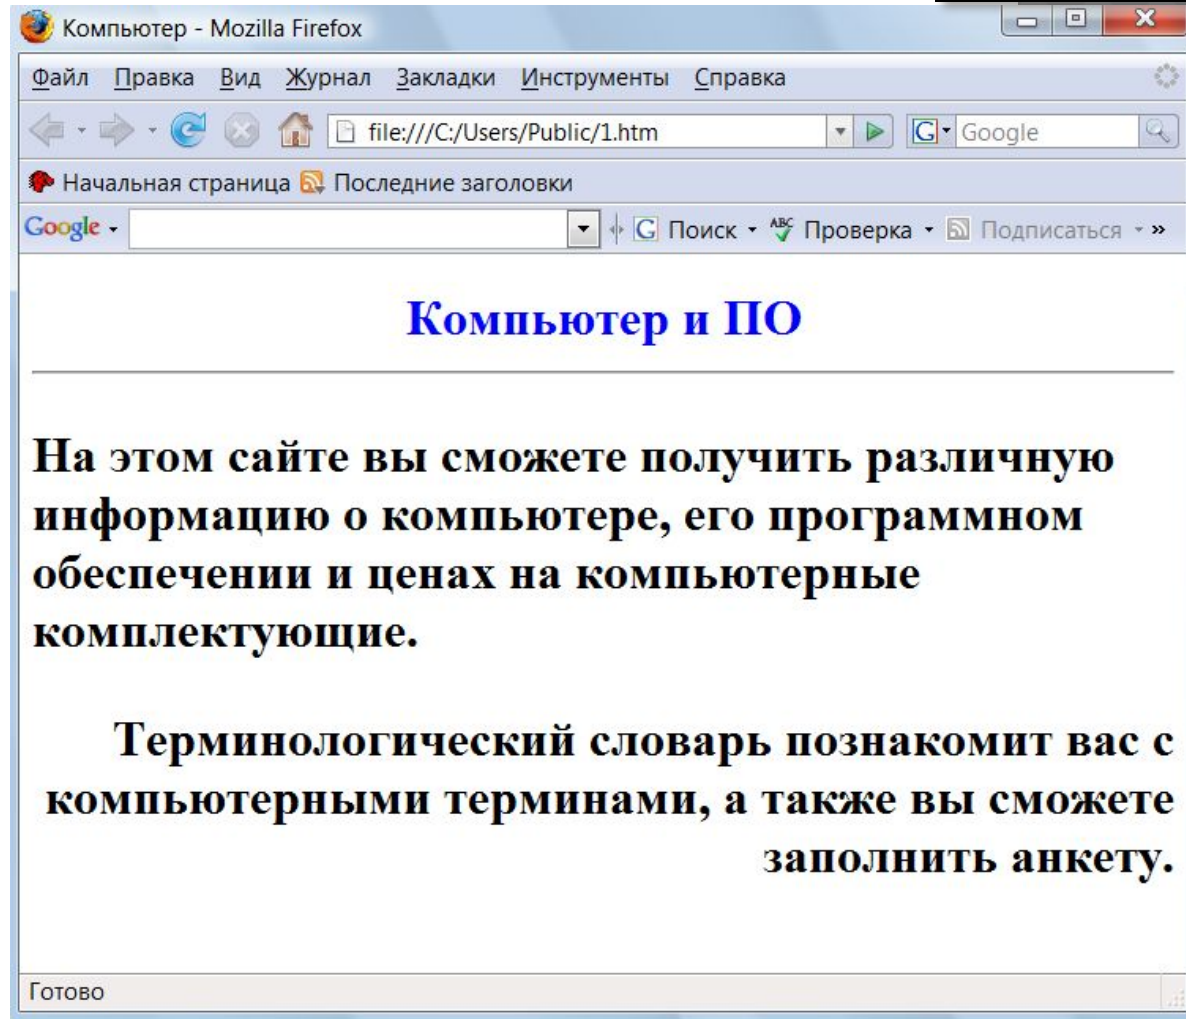 Компьютер - Mozilla Firefox
Файл Правка Вид Журнал Закладки Инструменты Справка
file:///C:/Users/Public/1.htm G Google
Начальная страница Последние заголовки
Google G Поиск ABC Проверка Подписаться »
Компьютер и ПО
На этом сайте вы сможете получить различную
информацию о компьютере, его программном
обеспечении и ценах на компьютерные
комплектующие.
Терминологический словарь познакомит вас с
компьютерными терминами, а также вы сможете
заполнить анкету.
Готово